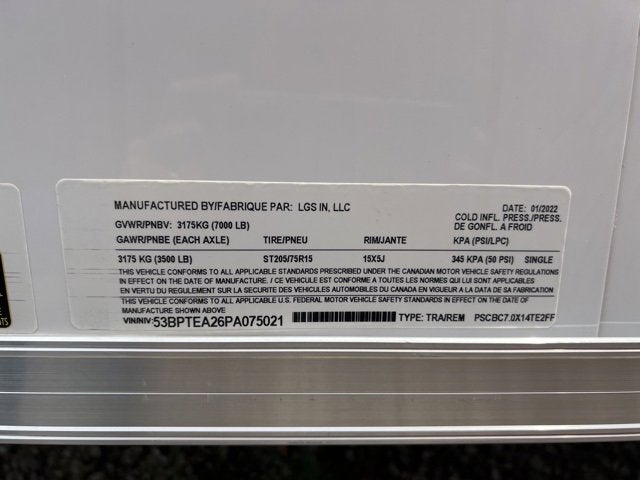 MANUFACTURED BY/FABRIQUE PAR: LGS IN, LLC DATE: 01/2022
GVWR/PNBV: 3175KG (7000 LB) COLD INFL. PRESS./PRESS.
DE GONFL. A FROID
GAWR/PNBE (EACH AXLE) TIRE/PNEU RIM/JANTE KPA (PSI/LPC)
3175 KG (3500 LB) ST205/75R15 15X5J 345 KPA (50 PSI) SINGLE
THIS VEHICLE CONFORMS TO ALL STANDARDS PRESCRIBED UNDER THE CANADIAN MOTOR VEHICLE SAFETY REGULATIONS
IN EFFECT ON THE DATE OF MANUFACTURE. / CE VEHICULE EST CONFORME A TOUTES LES NORMES QUI LUI SONT APPLICABLES
EN VERTU DU REGLEMENT SUR LA SECURITE DES VEHICULES AUTOMOBILES DU CANADA EN VIGUEUR A LA DATA DE SA FABRICATION
THIS VEHICLE CONFORMS TO ALL APPLICABLE U.S. FEDERAL MOTOR VEHICLE SAFETY STANDARDS IN EFFECT ON THE DATE OF
MANUFACTURE SHOWN ABOVE
VIN/NIV: 53BPTEA26PA075021 TYPE: TRA/REM PSCBC7.0X14TE2FF